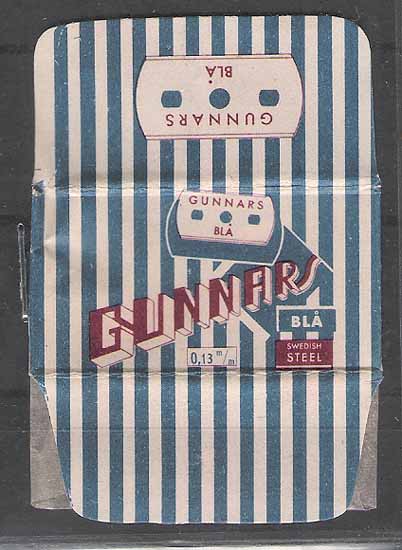 GUNNARS
BLÅ
GUNNARS
BLÅ
GUNNARS
BLÅ
SWEDISH
STEEL
0,13 m/m